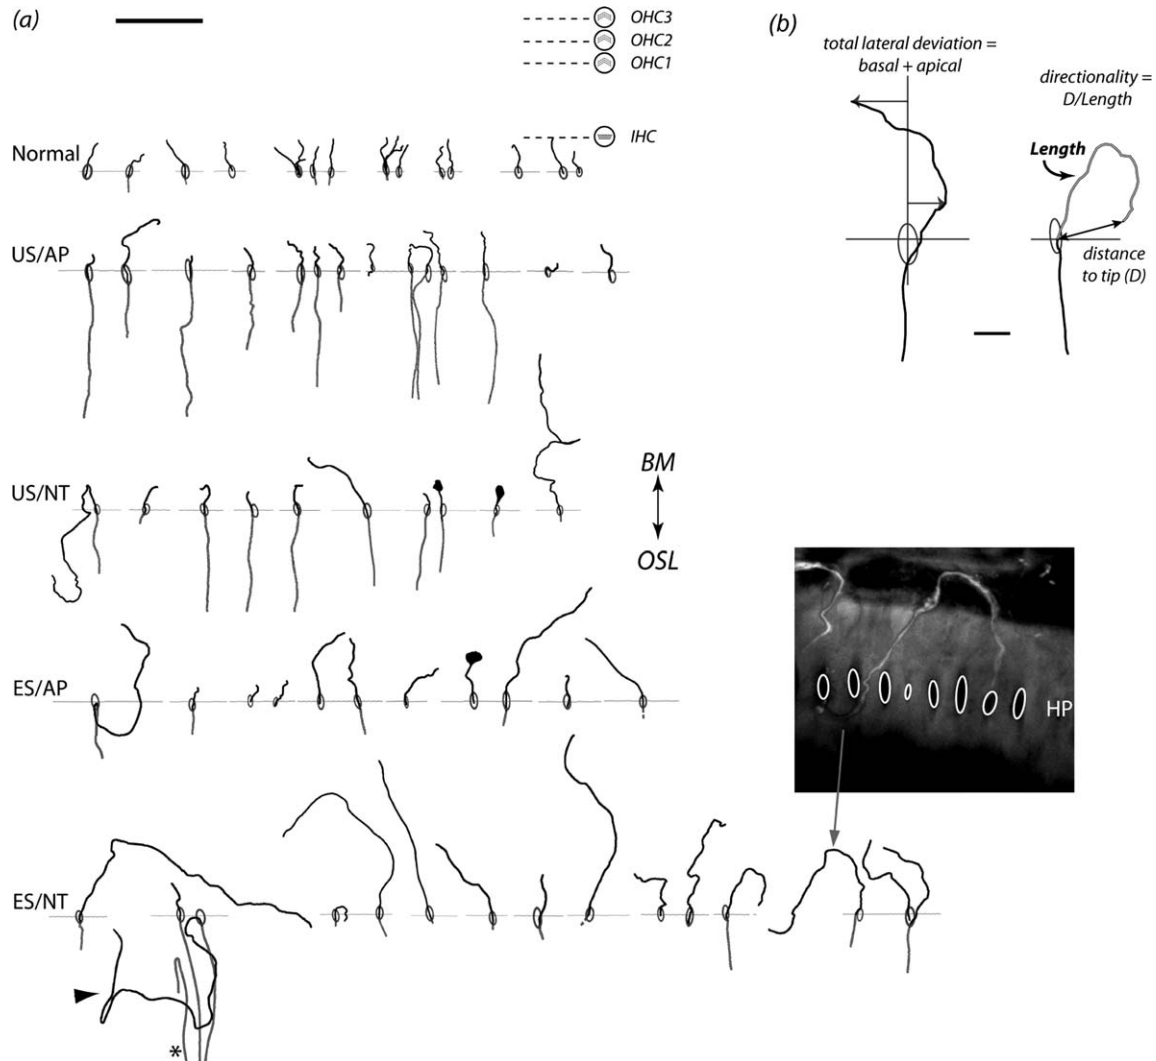 (a)
OHC3
OHC2
OHC1
IHC
Normal
US/AP
US/NT
ES/AP
ES/NT
*
BM
OSL
(b)
total lateral deviation =
basal + apical
directionality =
D/Length
Length
distance
to tip (D)
HP